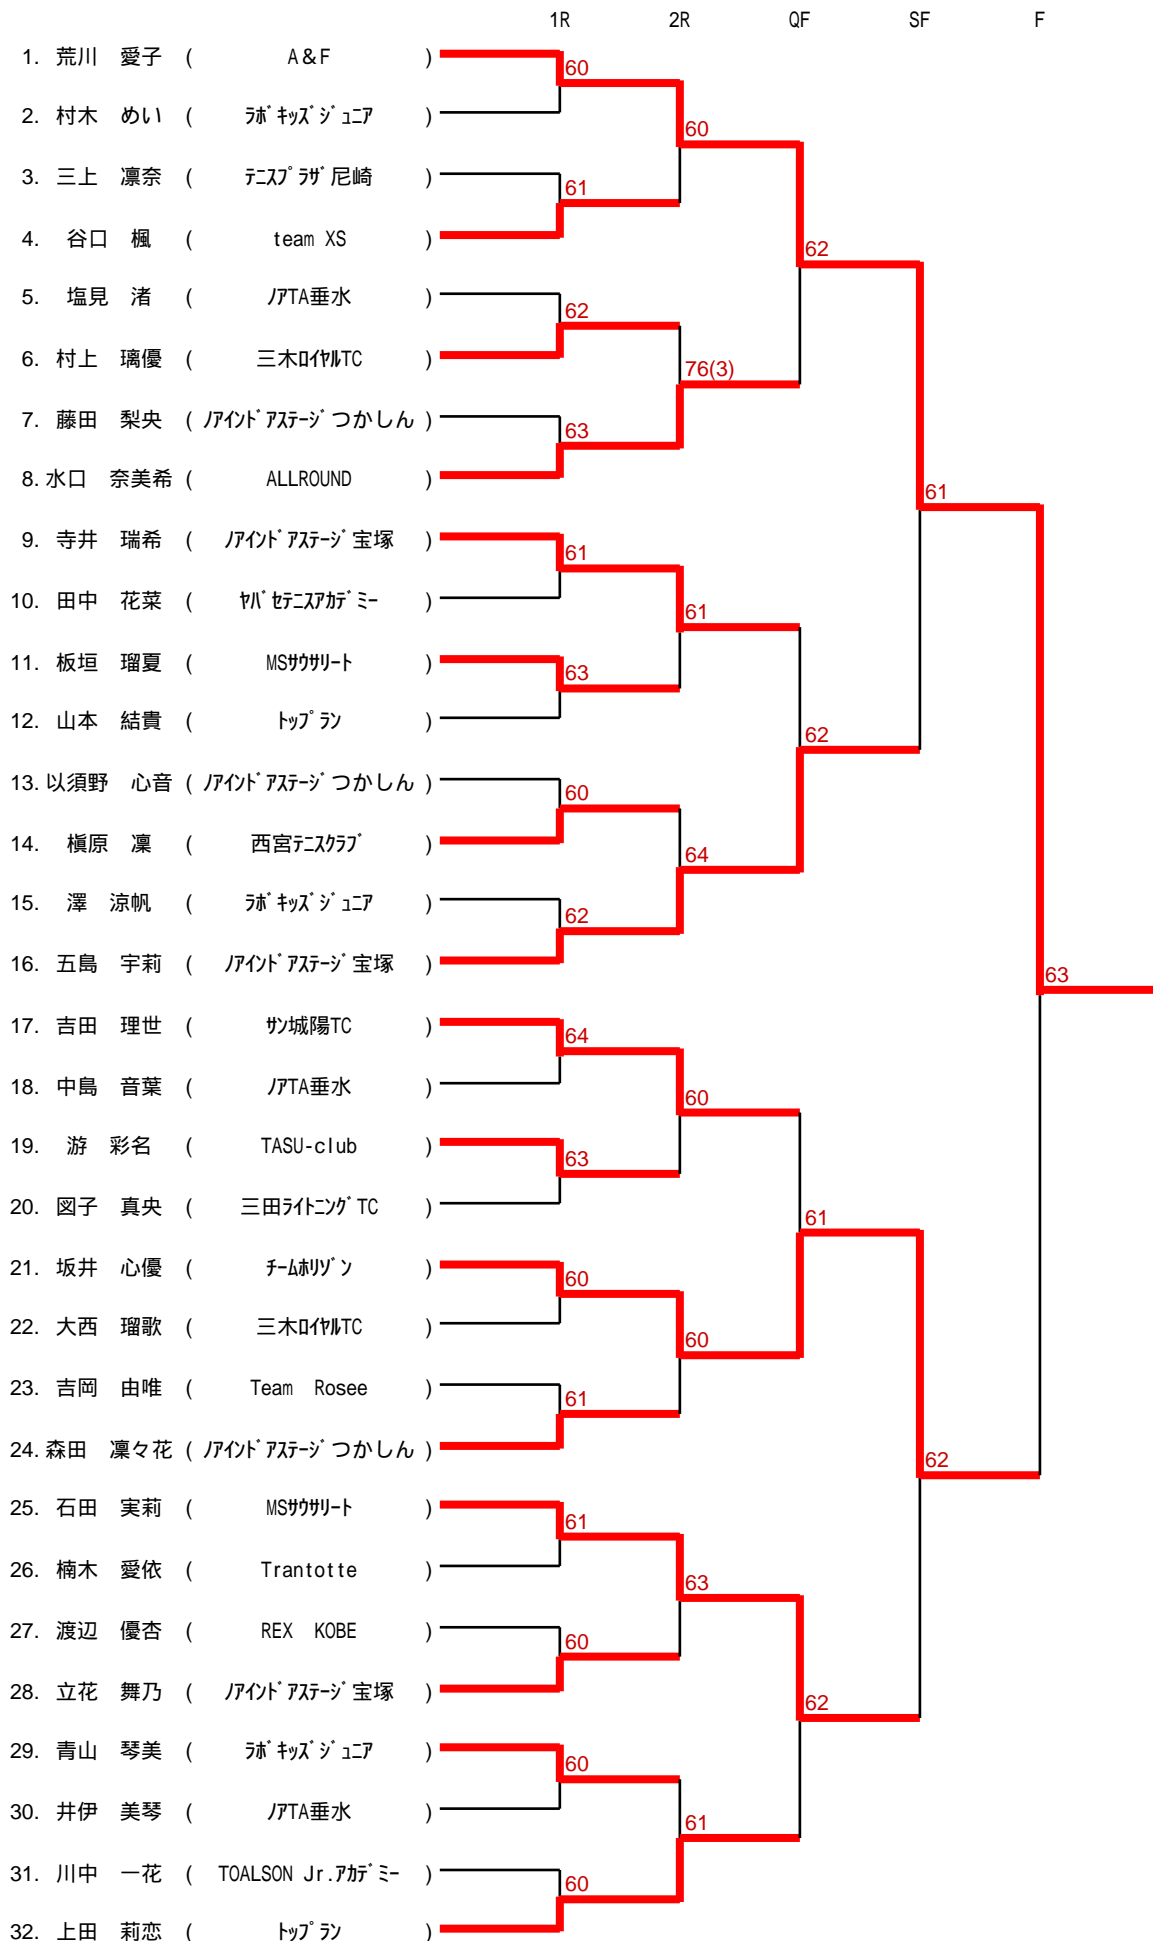 1R 2R QF SF F
1. 荒川 愛子 ( A&F )
60
2. 村木 めい ( ﾗﾎﾞｷｯｽﾞｼﾞｭﾆｱ )
60
3. 三上 凛奈 ( ﾃﾆｽﾌﾟﾗｻﾞ尼崎 )
61
4. 谷口 楓 ( team XS )
62
5. 塩見 渚 ( ﾉｱTA垂水 )
62
6. 村上 璃優 ( 三木ﾛｲﾔﾙTC )
76(3)
7. 藤田 梨央 ( ﾉｱｲﾝﾄﾞｱｽﾃｰｼﾞつかしん )
63
8. 水口 奈美希 ( ALLROUND )
61
9. 寺井 瑞希 ( ﾉｱｲﾝﾄﾞｱｽﾃｰｼﾞ宝塚 )
61
10. 田中 花菜 ( ﾔﾊﾞｾﾃﾆｽｱｶﾃﾞﾐｰ )
61
11. 板垣 瑠夏 ( MSｻｳｻﾘｰﾄ )
63
12. 山本 結貴 ( ﾄｯﾌﾟﾗﾝ )
62
13. 以須野 心音 ( ﾉｱｲﾝﾄﾞｱｽﾃｰｼﾞつかしん )
60
14. 槇原 凜 ( 西宮ﾃﾆｽｸﾗﾌﾞ )
64
15. 澤 涼帆 ( ﾗﾎﾞｷｯｽﾞｼﾞｭﾆｱ )
62
16. 五島 宇莉 ( ﾉｱｲﾝﾄﾞｱｽﾃｰｼﾞ宝塚 )
63
17. 吉田 理世 ( ｻﾝ城陽TC )
64
18. 中島 音葉 ( ﾉｱTA垂水 )
60
19. 游 彩名 ( TASU-club )
63
20. 図子 真央 ( 三田ﾗｲﾄﾆﾝｸﾞTC )
61
21. 坂井 心優 ( ﾁｰﾑﾎﾘｿﾞﾝ )
60
22. 大西 瑠歌 ( 三木ﾛｲﾔﾙTC )
60
23. 吉岡 由唯 ( Team Rosee )
61
24. 森田 凜々花 ( ﾉｱｲﾝﾄﾞｱｽﾃｰｼﾞつかしん )
62
25. 石田 実莉 ( MSｻｳｻﾘｰﾄ )
61
26. 楠木 愛依 ( Trantotte )
63
27. 渡辺 優杏 ( REX KOBE )
60
28. 立花 舞乃 ( ﾉｱｲﾝﾄﾞｱｽﾃｰｼﾞ宝塚 )
62
29. 青山 琴美 ( ﾗﾎﾞｷｯｽﾞｼﾞｭﾆｱ )
60
30. 井伊 美琴 ( ﾉｱTA垂水 )
61
31. 川中 一花 ( TOALSON Jr.ｱｶﾃﾞﾐｰ )
60
32. 上田 莉恋 ( ﾄｯﾌﾟﾗﾝ )